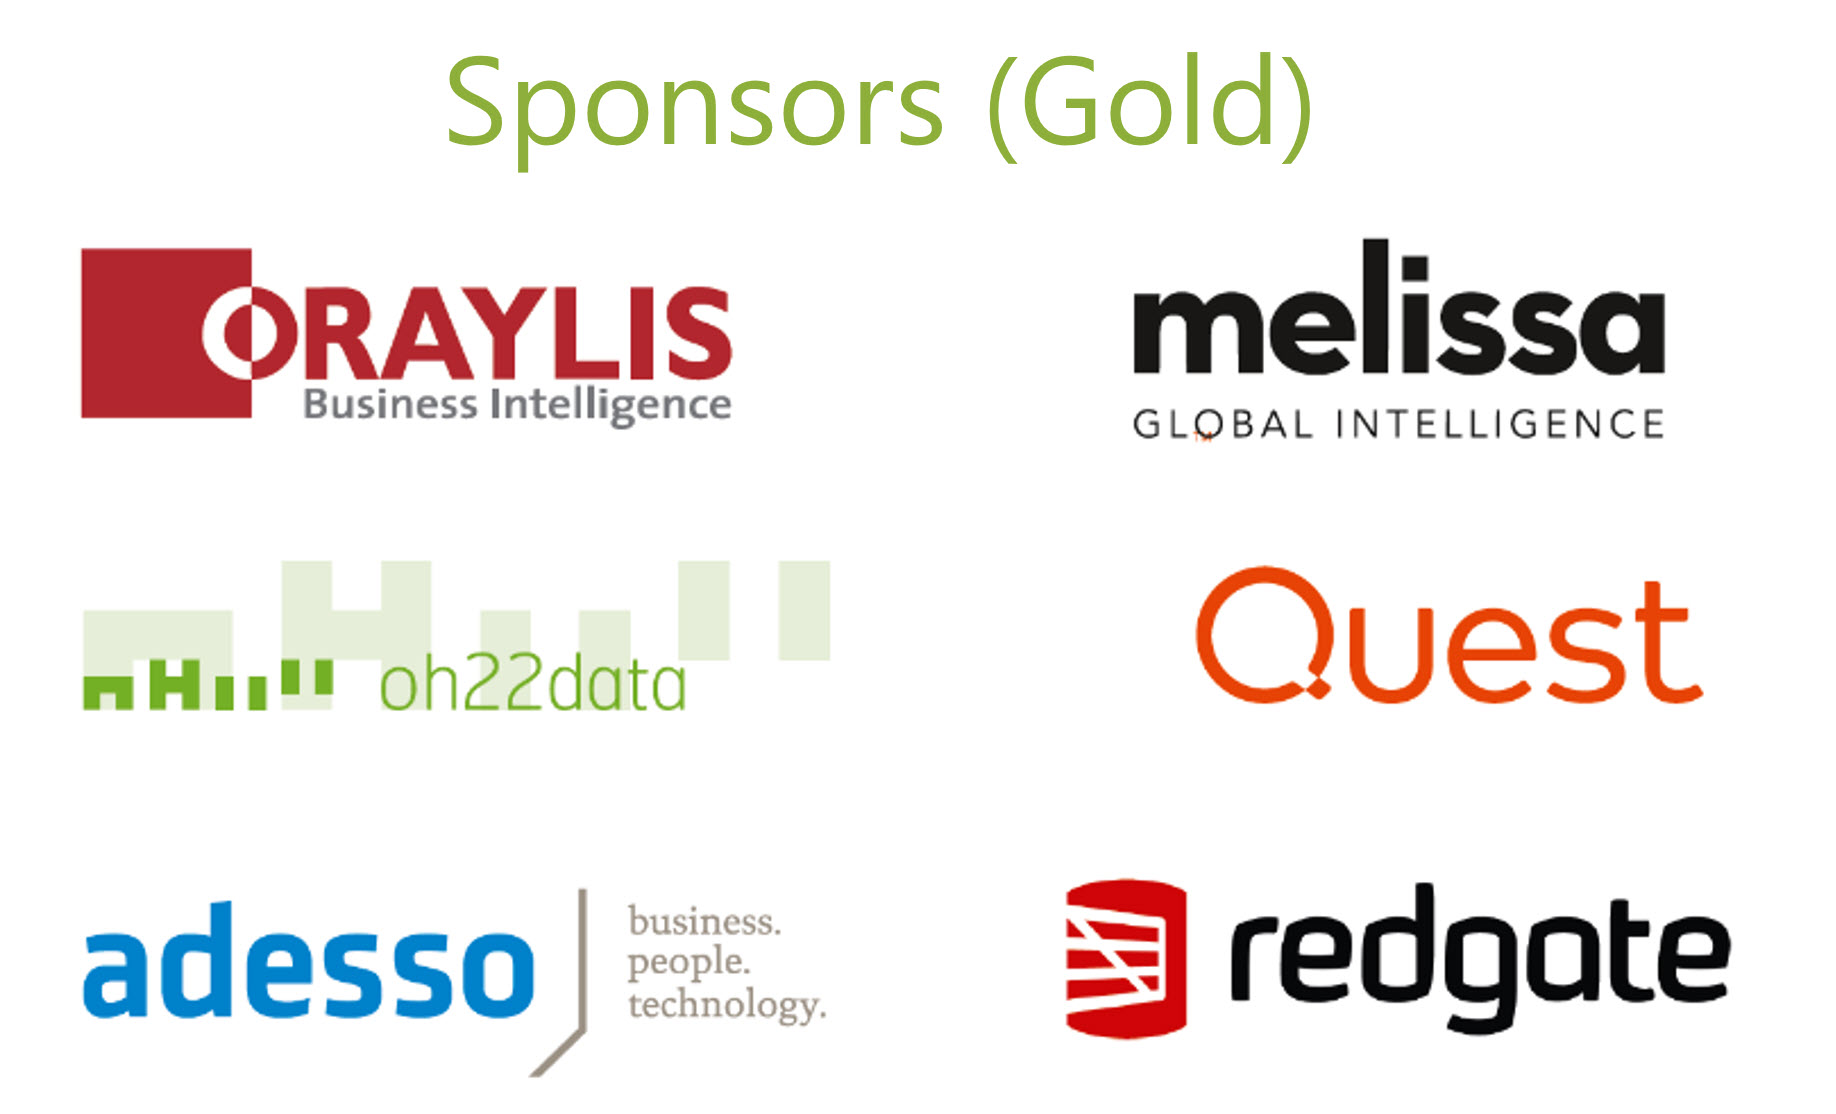 Sponsors (Gold)
ORAYLIS
Business Intelligence
melissa
GLOBAL INTELLIGENCE
oh22data
Quest
adesso
business.
people.
technology.
redgate